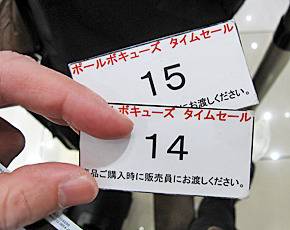 ポールボキューズ タイムセール
15
にお渡しください。
ボキューズ タイムセール
14
品ご購入時に販売員にお渡しください。